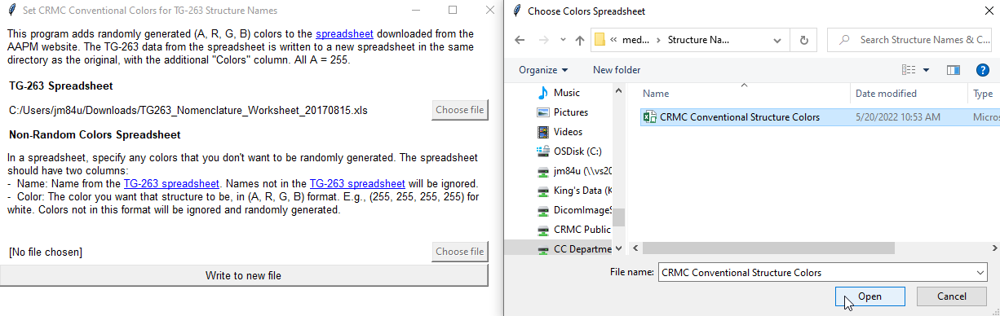 Set CRMC Conventional Colors for TG-263 Structure Names
This program adds randomly generated (A, R, G, B) colors to the spreadsheet downloaded from the
AAPM website. The TG-263 data from the spreadsheet is written to a new spreadsheet in the same
directory as the original, with the additional "Colors" column. All A = 255.
TG-263 Spreadsheet
C:/Users/jm84u/Downloads/TG263_Nomenclature_Worksheet_20170815.xls
Choose file
Non-Random Colors Spreadsheet
In a spreadsheet, specify any colors that you don't want to be randomly generated. The spreadsheet
should have two columns:
- Name: Name from the TG-263 spreadsheet. Names not in the TG-263 spreadsheet will be ignored.
- Color: The color you want that structure to be, in (A, R, G, B) format. E.g., (255, 255, 255, 255) for
white. Colors not in this format will be ignored and randomly generated.
[No file chosen]
Choose file
Write to new file
Choose Colors Spreadsheet
« med... › Structure Na...
Search Structure Names & C...
Organize
New folder
Music
Pictures
Videos
OSDisk (C:)
jm84u (\\vs20
King's Data (K
DicomImageS
CRMC Public
CC Departme
Name
Date modified
Type
CRMC Conventional Structure Colors
5/20/2022 10:53 AM
Micros
File name:
CRMC Conventional Structure Colors
Open
Cancel